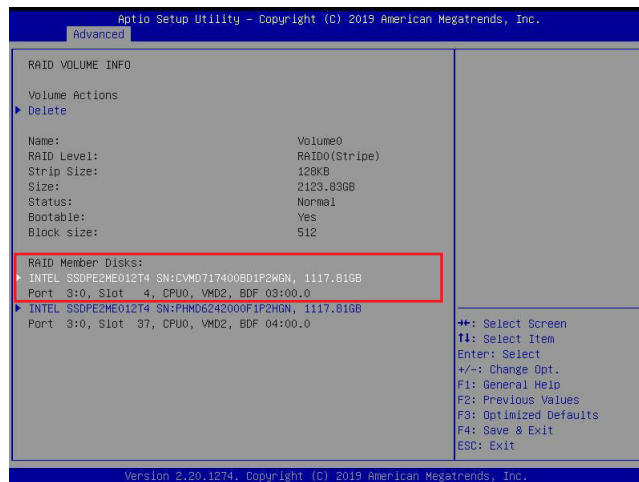 Aptio Setup Utility – Copyright (C) 2019 American Megatrends, Inc.
Advanced
RAID VOLUME INFO
Volume Actions
Delete
Name: Volume0
RAID Level: RAID0(Stripe)
Strip Size: 128KB
Size: 2123.83GB
Status: Normal
Bootable: Yes
Block size: 512
RAID Member Disks:
INTEL SSDPE2ME012T4 SN:CVMD717400BD1P2WGN, 1117.81GB
Port 3:0, Slot 4, CPU0, VMD2, BDF 03:00.0
INTEL SSDPE2ME012T4 SN:PHMD6242000F1P2HGN, 1117.81GB
Port 3:0, Slot 37, CPU0, VMD2, BDF 04:00.0
→←: Select Screen
↑↓: Select Item
Enter: Select
+/-: Change Opt.
F1: General Help
F2: Previous Values
F3: Optimized Defaults
F4: Save & Exit
ESC: Exit
Version 2.20.1274. Copyright (C) 2019 American Megatrends, Inc.